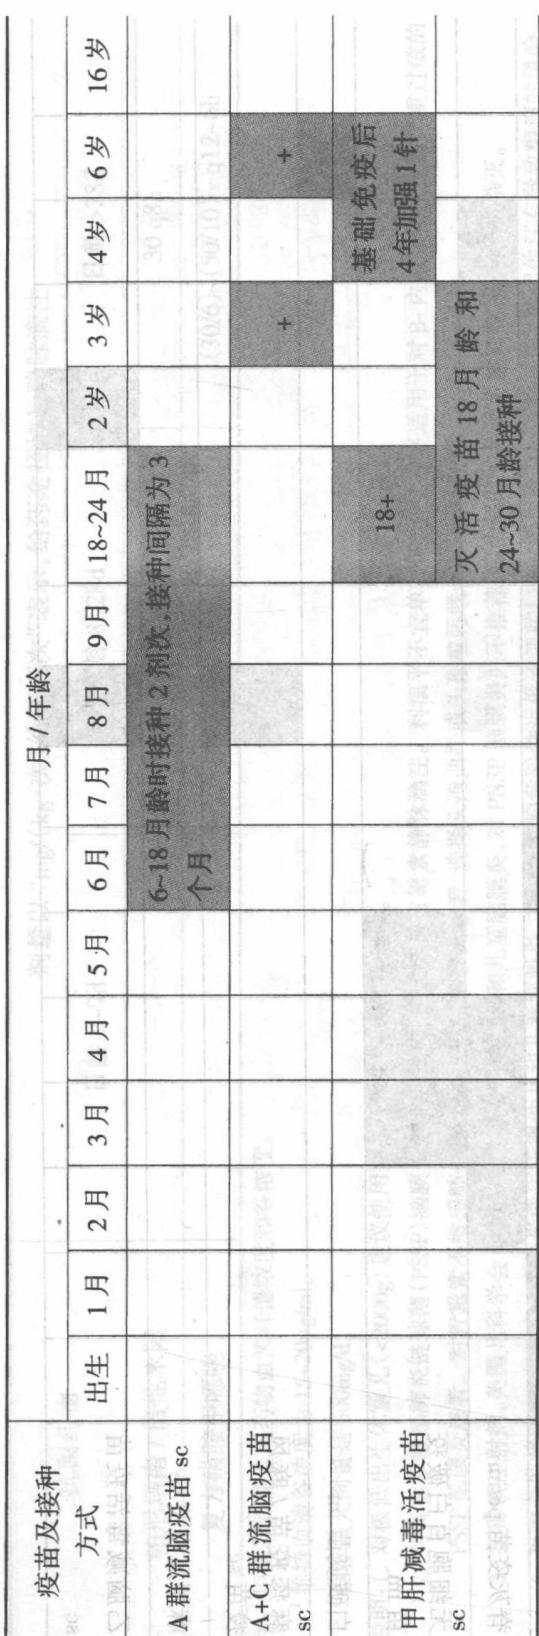 疫苗及接种
方式
月/年龄
出生 1月 2月 3月 4月 5月 6月 7月 8月 9月 18~24月 2岁 3岁 4岁 6岁 16岁
A 群流脑疫苗 sc
6~18 月龄时接种 2 剂次,接种间隔为 3
个月
A+C 群流脑疫苗
sc
+ +
甲肝减毒活疫苗
sc
18+
基础免疫后
4年加强1针
灭活疫苗 18 月龄和
24~30 月龄接种